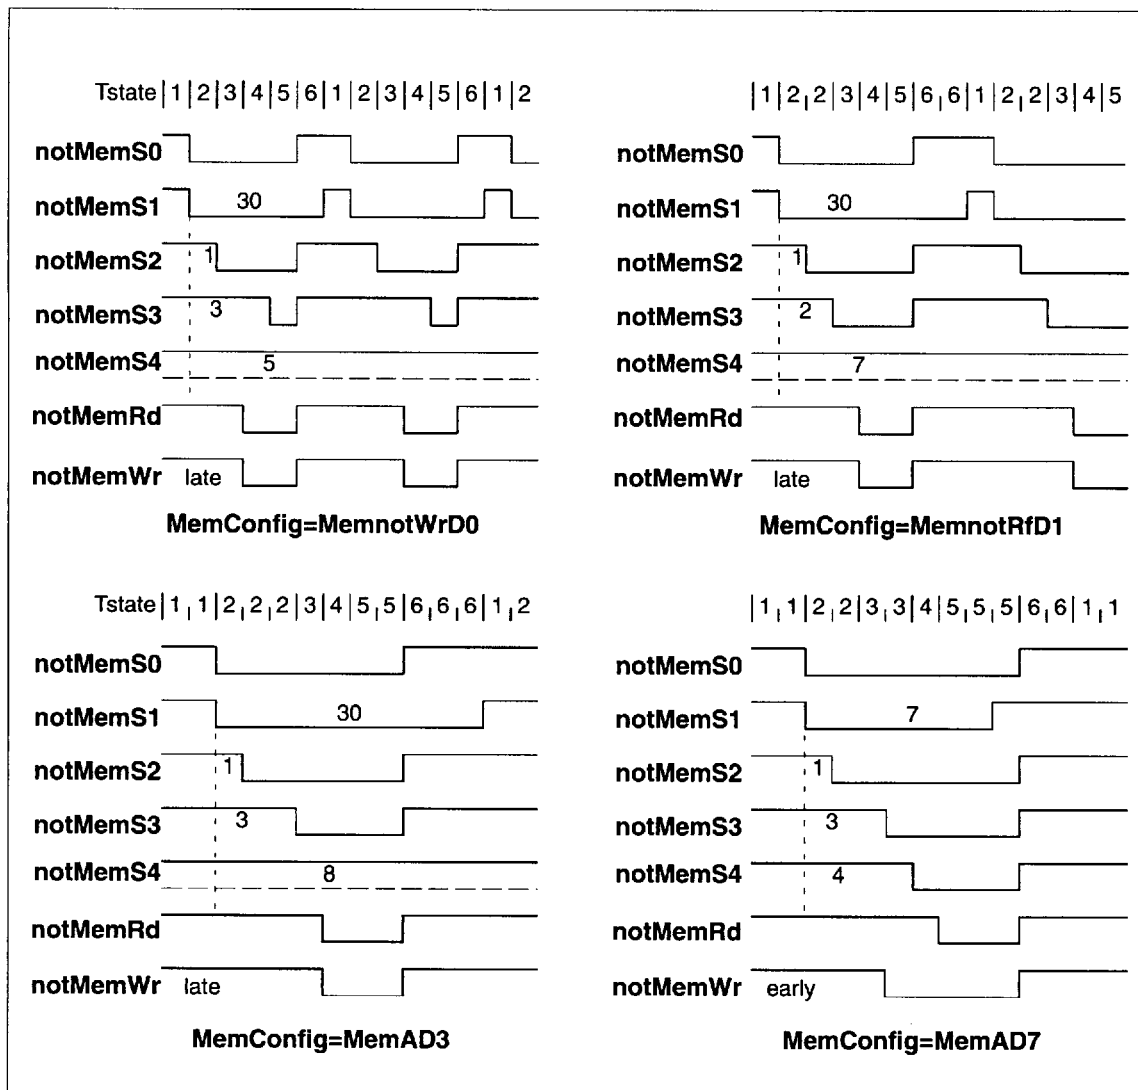 Tstate |1|2|3|4|5|6|1|2|3|4|5|6|1|2
notMemS0
notMemS1 30
notMemS2 1
notMemS3 3
notMemS4 5
notMemRd
notMemWr late
MemConfig=MemnotWrD0
|1|2|2|3|4|5|6|6|1|2|2|3|4|5
notMemS0
notMemS1 30
notMemS2 1
notMemS3 2
notMemS4 7
notMemRd
notMemWr late
MemConfig=MemnotRfD1
Tstate |1|1|2|2|2|3|4|5|5|6|6|6|1|2
notMemS0
notMemS1 30
notMemS2 1
notMemS3 3
notMemS4 8
notMemRd
notMemWr late
MemConfig=MemAD3
|1|1|2|2|3|3|4|5|5|5|6|6|1|1
notMemS0
notMemS1 7
notMemS2 1
notMemS3 3
notMemS4 4
notMemRd
notMemWr early
MemConfig=MemAD7